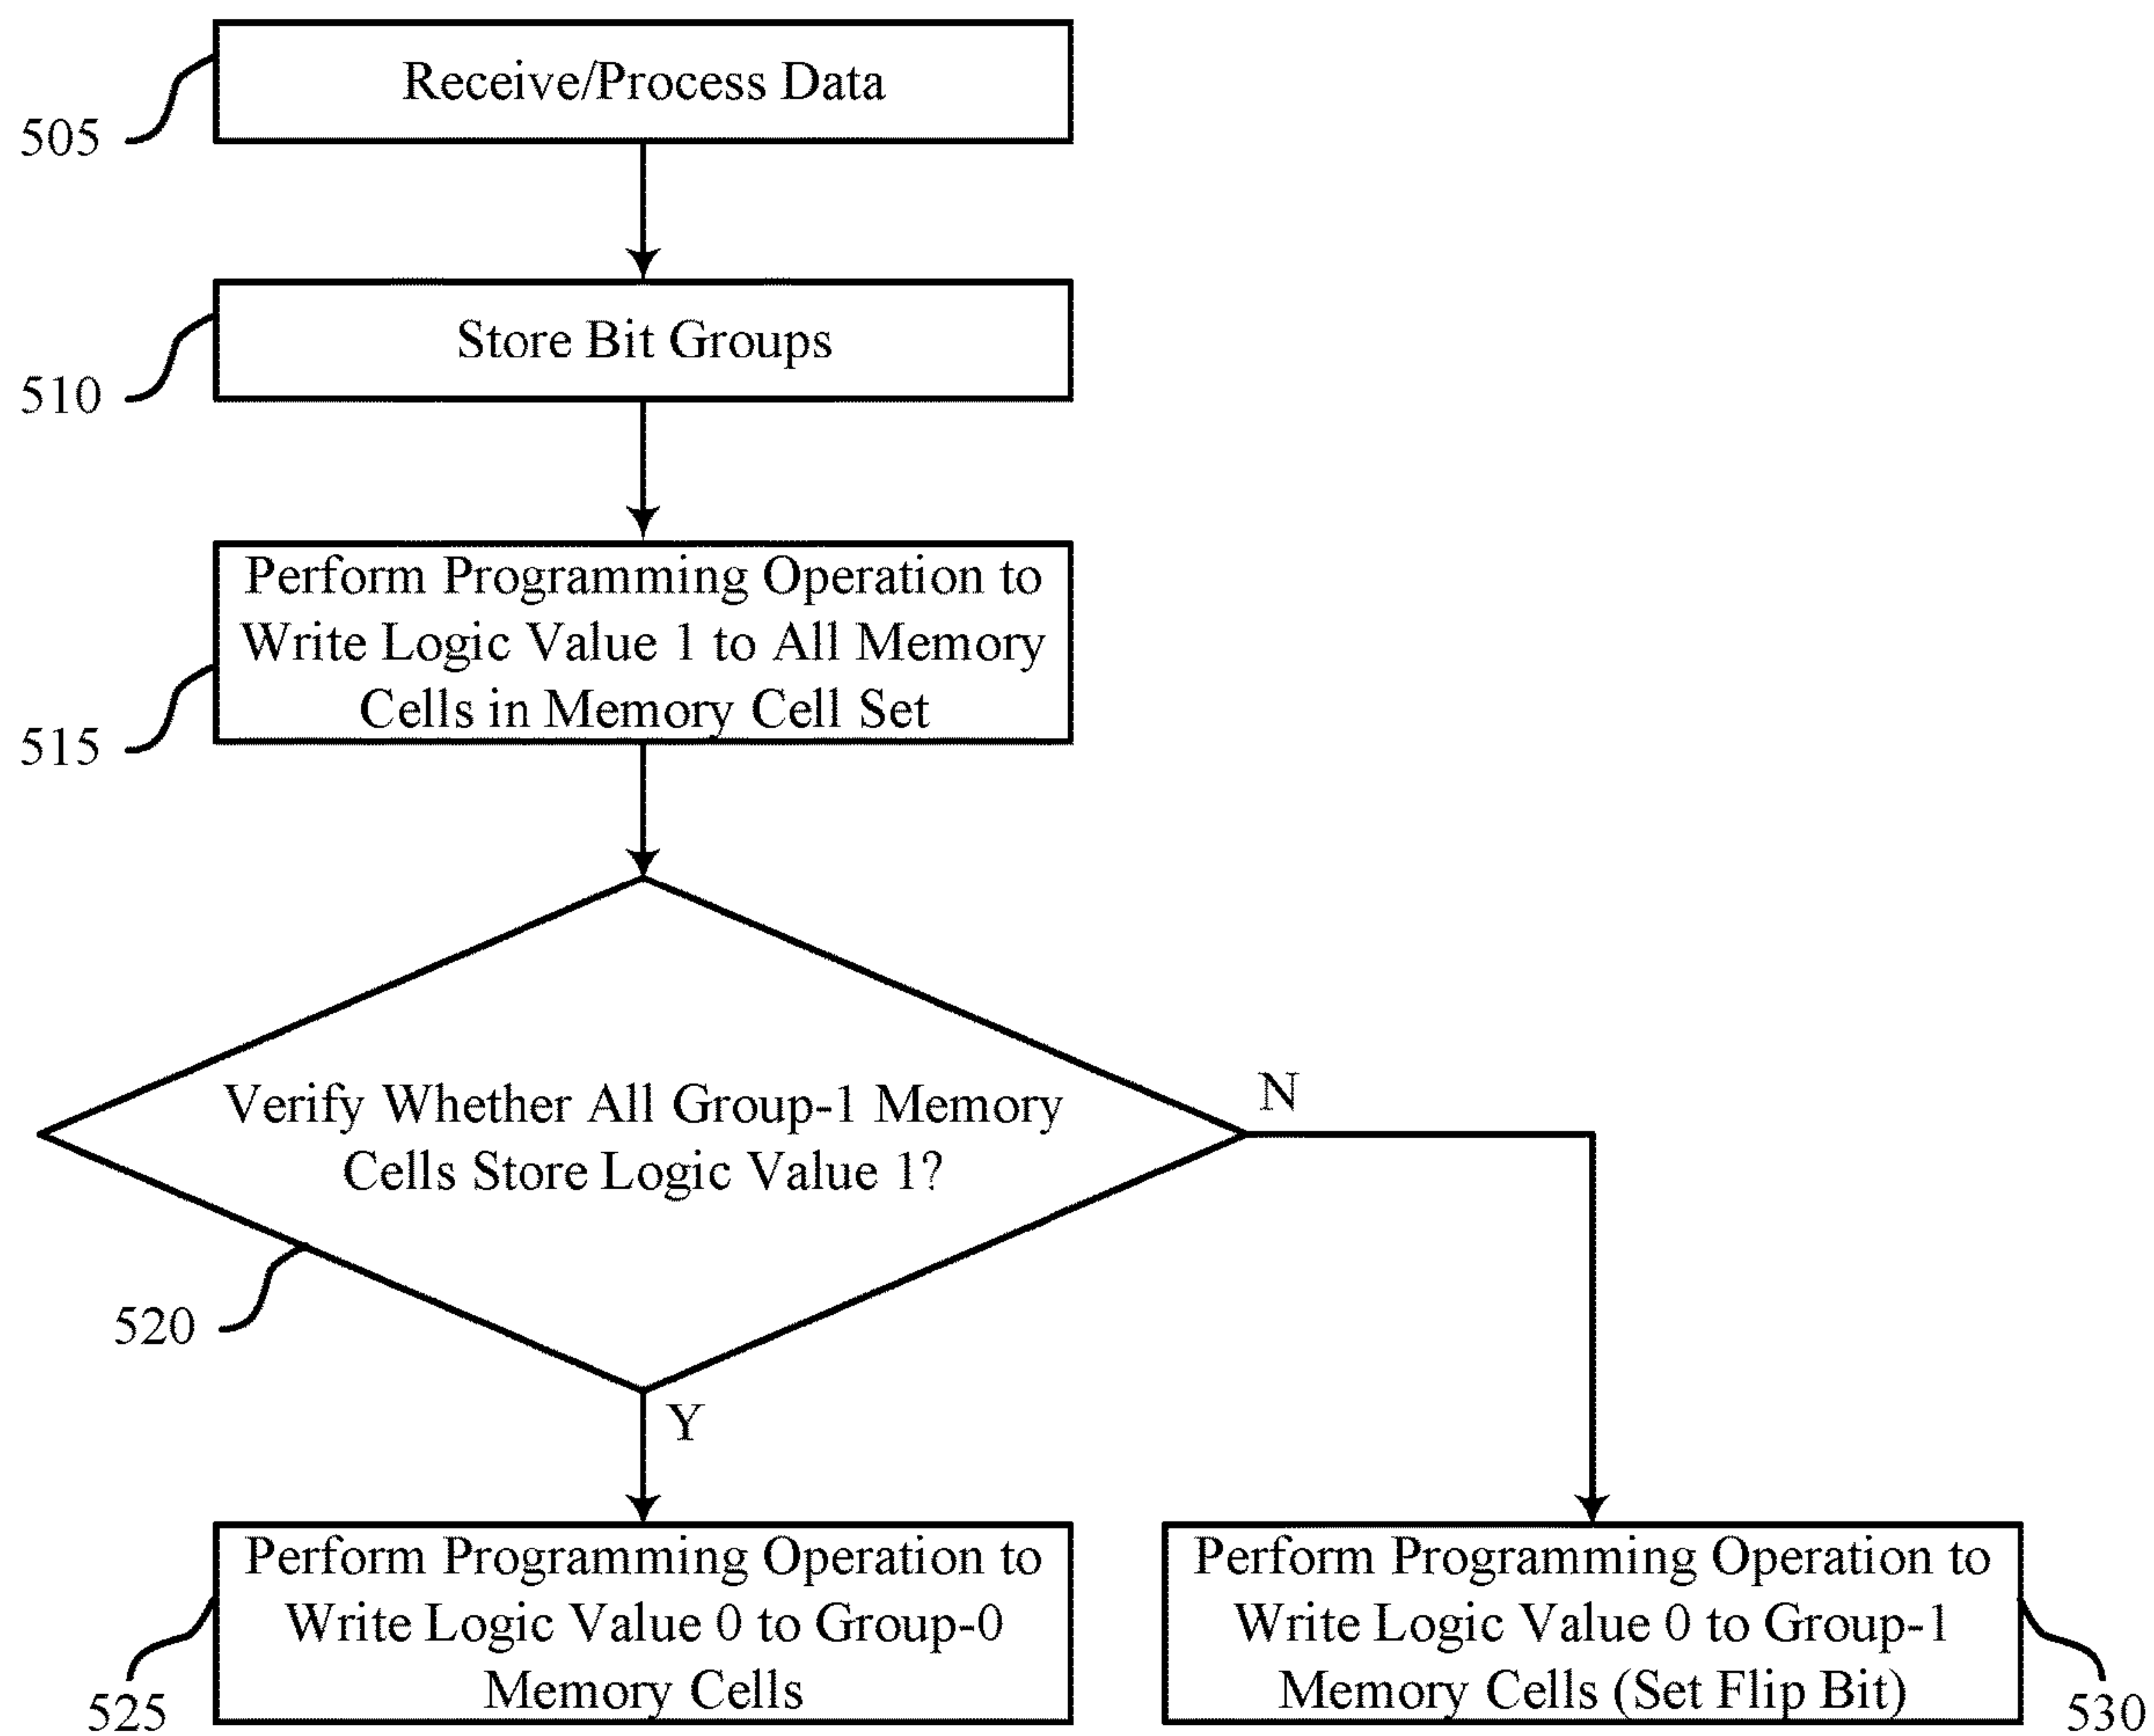 Receive/Process Data
505
Store Bit Groups
510
Perform Programming Operation to
Write Logic Value 1 to All Memory
Cells in Memory Cell Set
515
Verify Whether All Group-1 Memory
Cells Store Logic Value 1?
N
520
Y
Perform Programming Operation to
Write Logic Value 0 to Group-0
Memory Cells
525
Perform Programming Operation to
Write Logic Value 0 to Group-1
Memory Cells (Set Flip Bit)
530